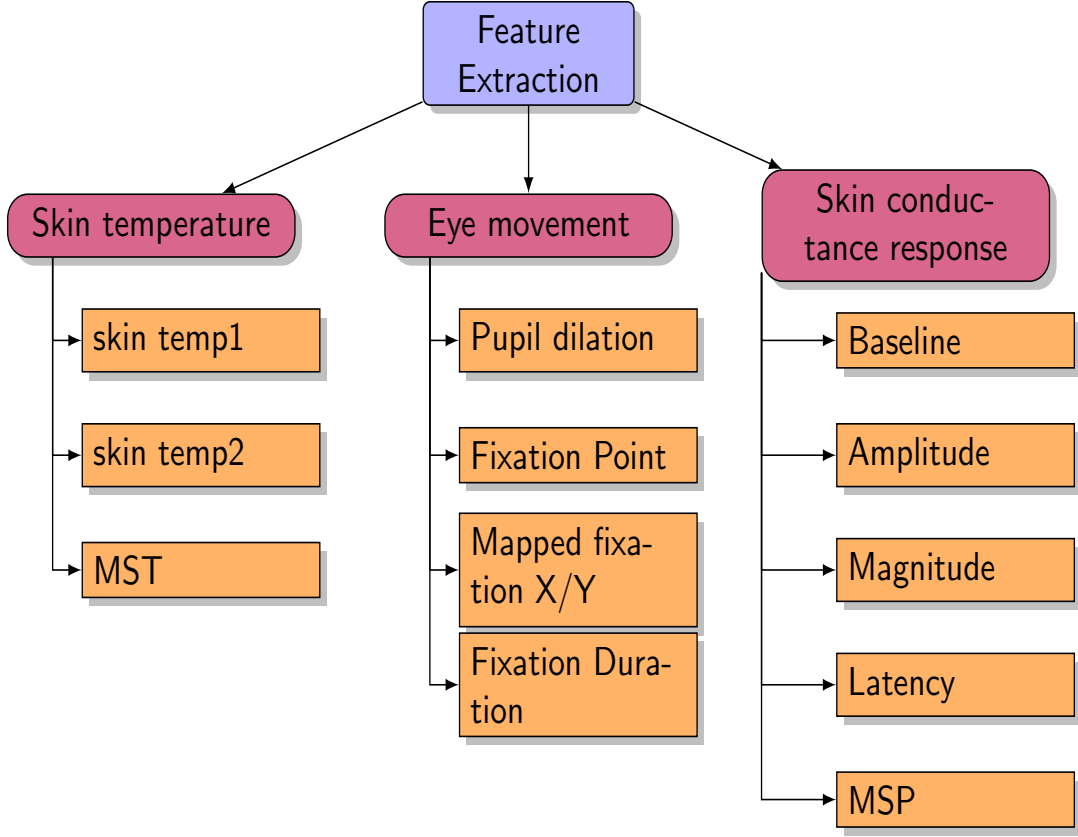 Feature
Extraction
Skin temperature
skin temp1
skin temp2
MST
Eye movement
Pupil dilation
Fixation Point
Mapped fixa-
tion X/Y
Fixation Dura-
tion
Skin conduc-
tance response
Baseline
Amplitude
Magnitude
Latency
MSP